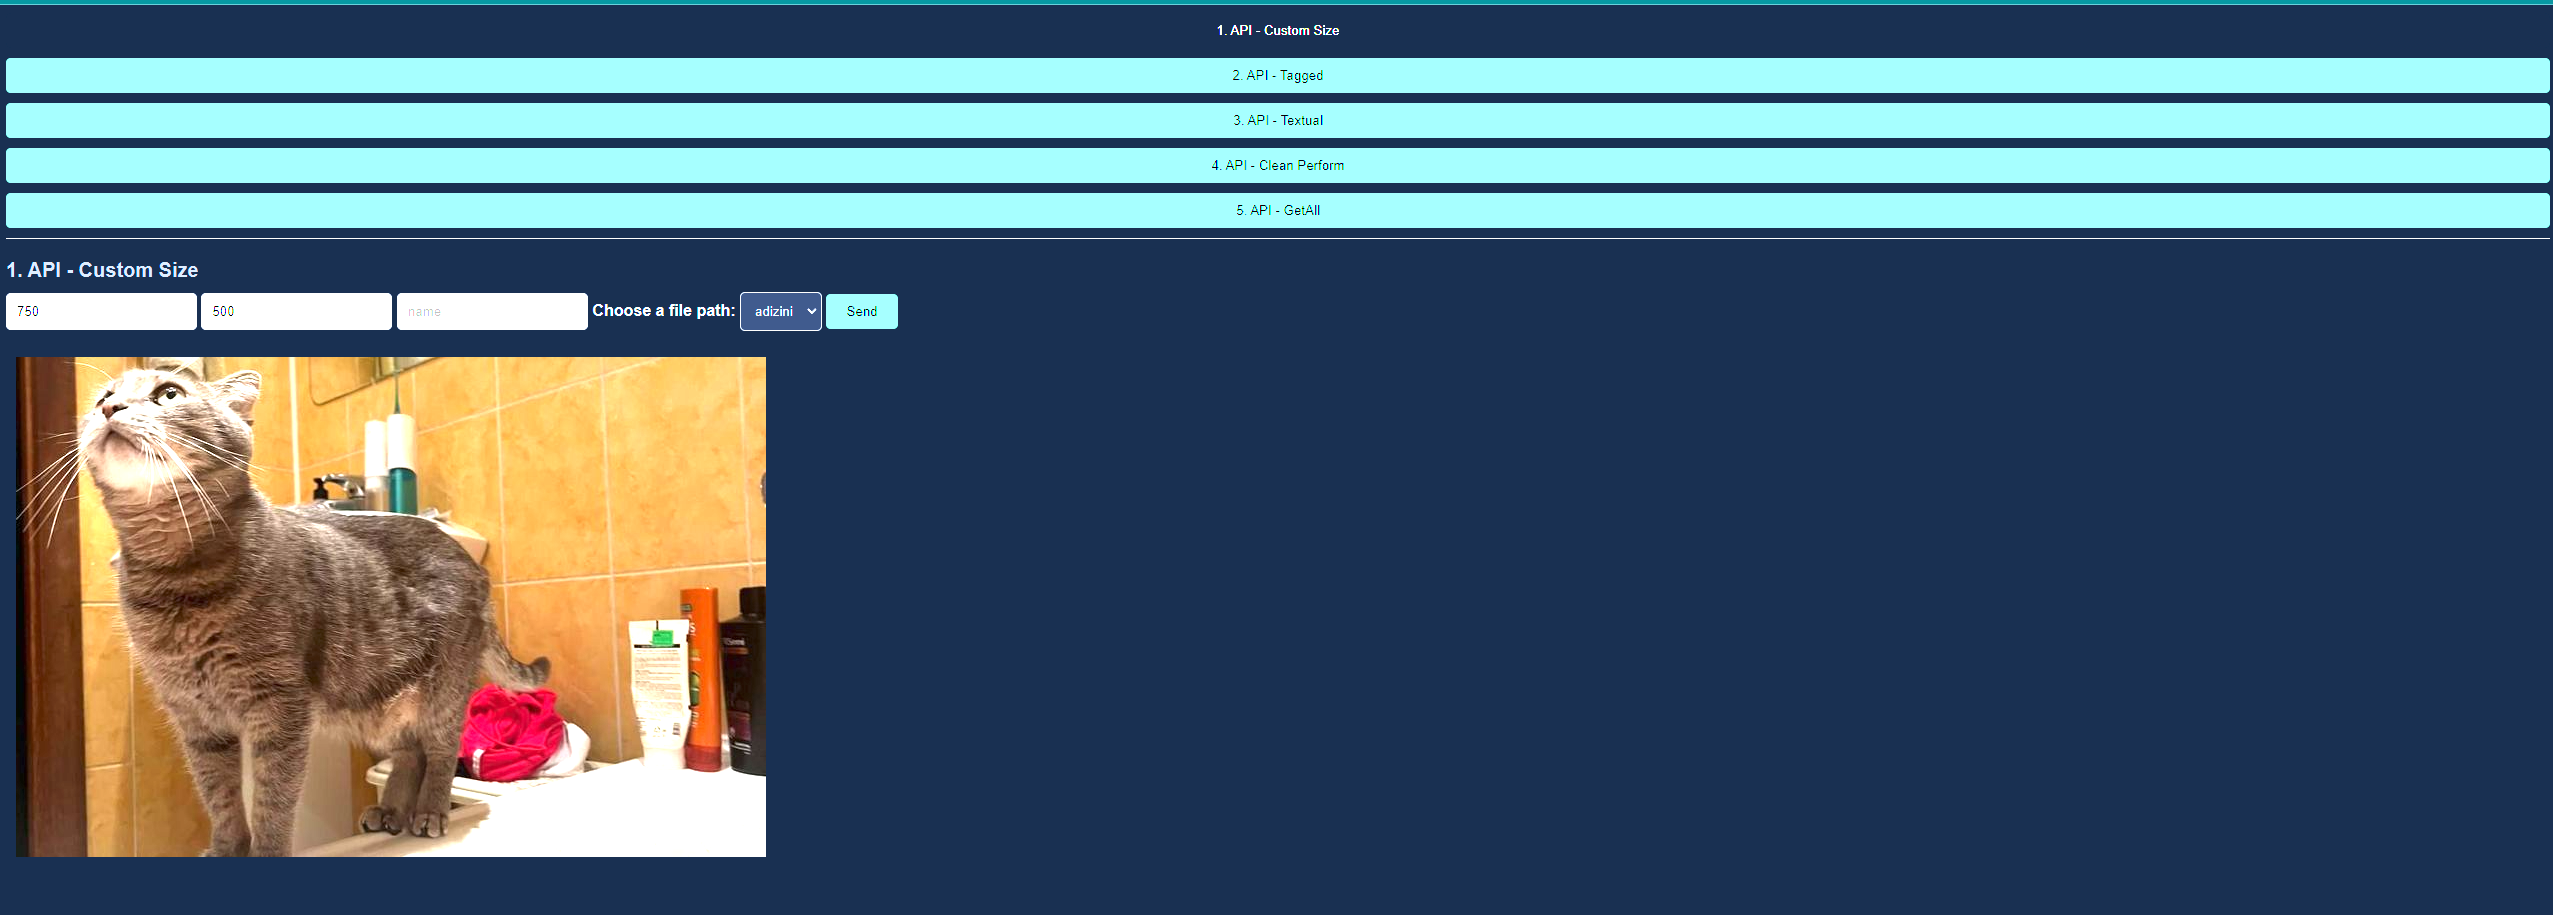 1. API - Custom Size
2. API - Tagged
3. API - Textual
4. API - Clean Perform
5. API - GetAll
1. API - Custom Size
750 500 name Choose a file path: adizini Send